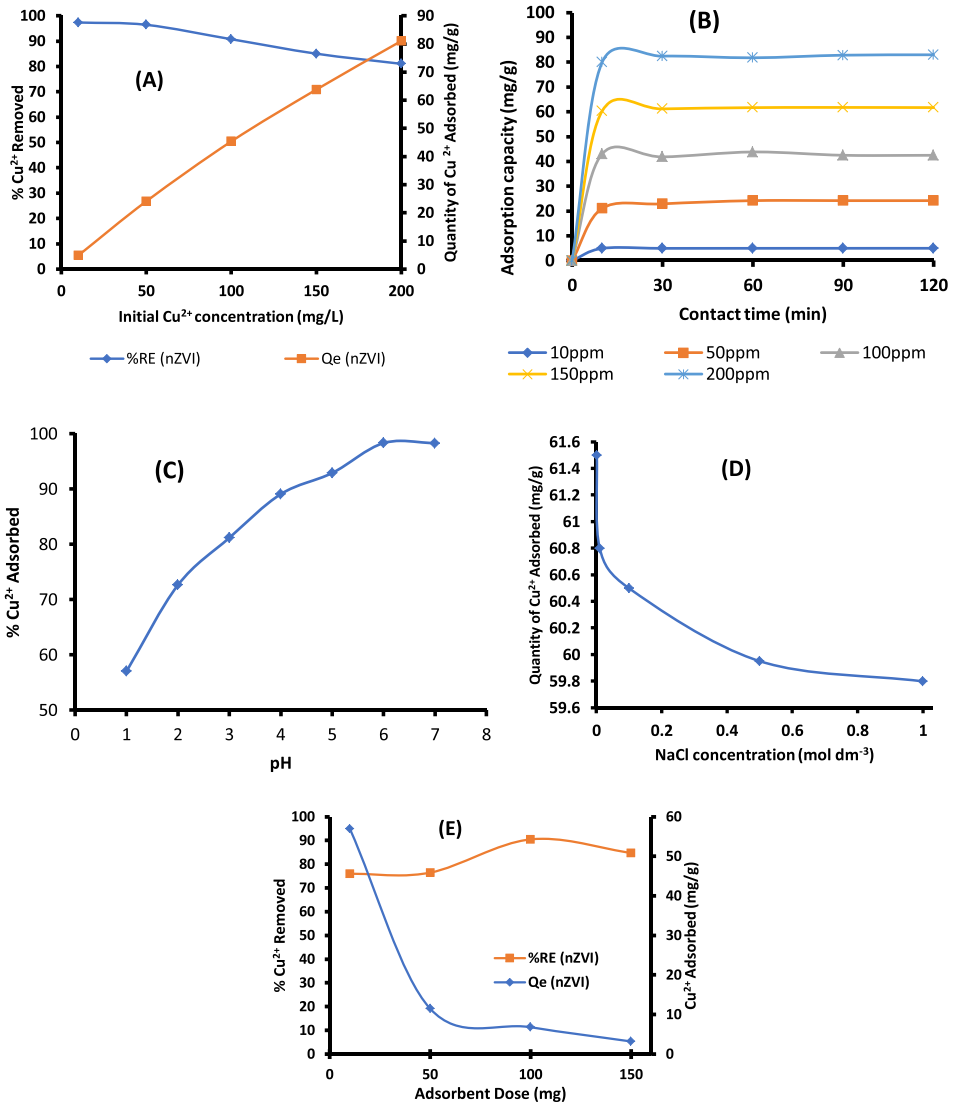 (A)
% Cu²⁺ Removed
100
90
80
70
60
50
40
30
20
10
0
90
80
70
60
50
40
30
20
10
0
Quantity of Cu²⁺ Adsorbed (mg/g)
0 50 100 150 200
Initial Cu²⁺ concentration (mg/L)
%RE (nZVI) Qe (nZVI)
(B)
Adsorption capacity (mg/g)
100
90
80
70
60
50
40
30
20
10
0
0 30 60 90 120
Contact time (min)
10ppm 50ppm 100ppm
150ppm 200ppm
(C)
% Cu²⁺ Adsorbed
100
90
80
70
60
50
0 1 2 3 4 5 6 7 8
pH
(D)
Quantity of Cu²⁺ Adsorbed (mg/g)
61.6
61.4
61.2
61
60.8
60.6
60.4
60.2
60
59.8
59.6
0 0.2 0.4 0.6 0.8 1
NaCl concentration (mol dm⁻³)
(E)
% Cu²⁺ Removed
100
90
80
70
60
50
40
30
20
10
0
60
50
40
30
20
10
0
Cu²⁺ Adsorbed (mg/g)
%RE (nZVI)
Qe (nZVI)
0 50 100 150
Adsorbent Dose (mg)